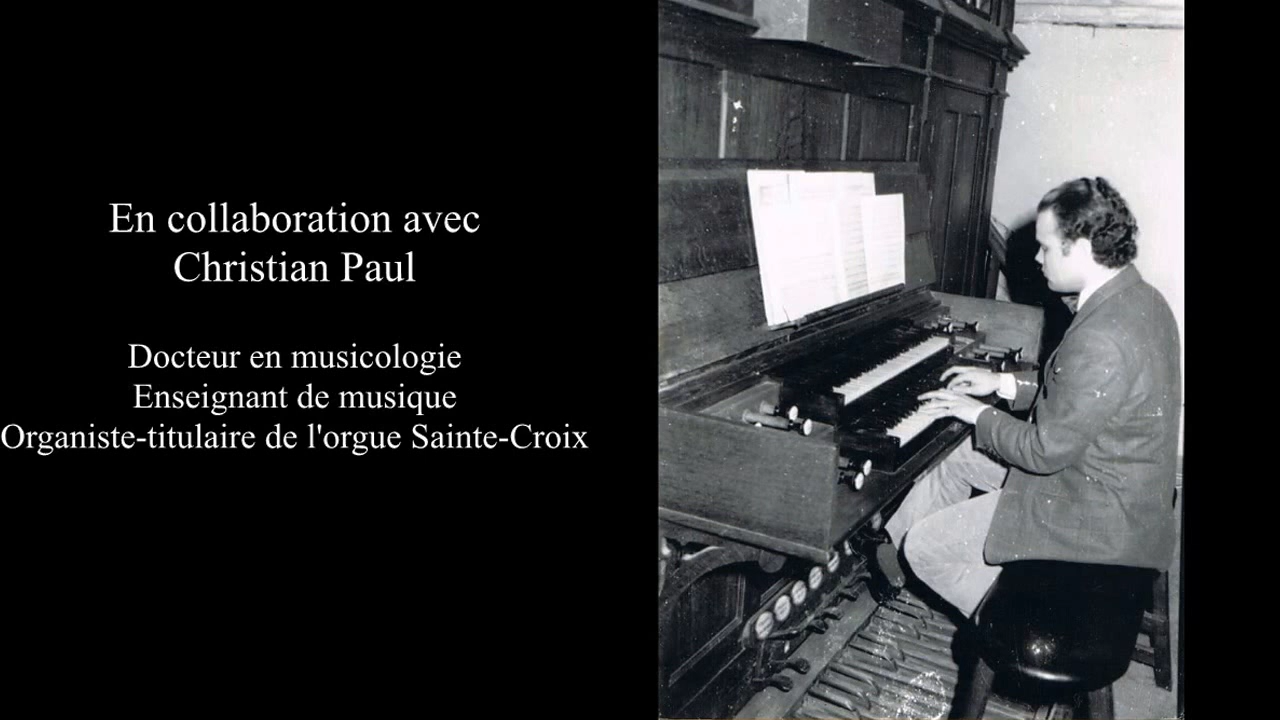 En collaboration avec
Christian Paul
Docteur en musicologie
Enseignant de musique
Organiste-titulaire de l'orgue Sainte-Croix